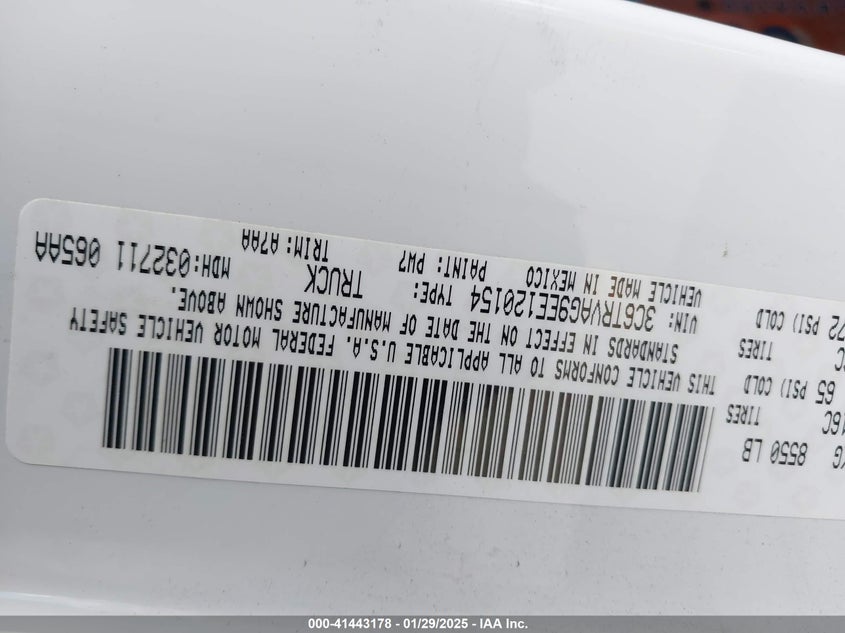 KG 8550 LB
16C TIRES
65 PSI) COLD
C TIRES
72 PSI) COLD
THIS VEHICLE CONFORMS TO ALL APPLICABLE U.S.A. FEDERAL MOTOR VEHICLE SAFETY
STANDARDS IN EFFECT ON THE DATE OF MANUFACTURE SHOWN ABOVE.
VIN: 3C6TRVAG9EE120154 TYPE: TRUCK MDH:032711 065AA
VEHICLE MADE IN MEXICO PAINT: PW7 TRIM: A7AA
000-41443178 - 01/29/2025 - IAA Inc.